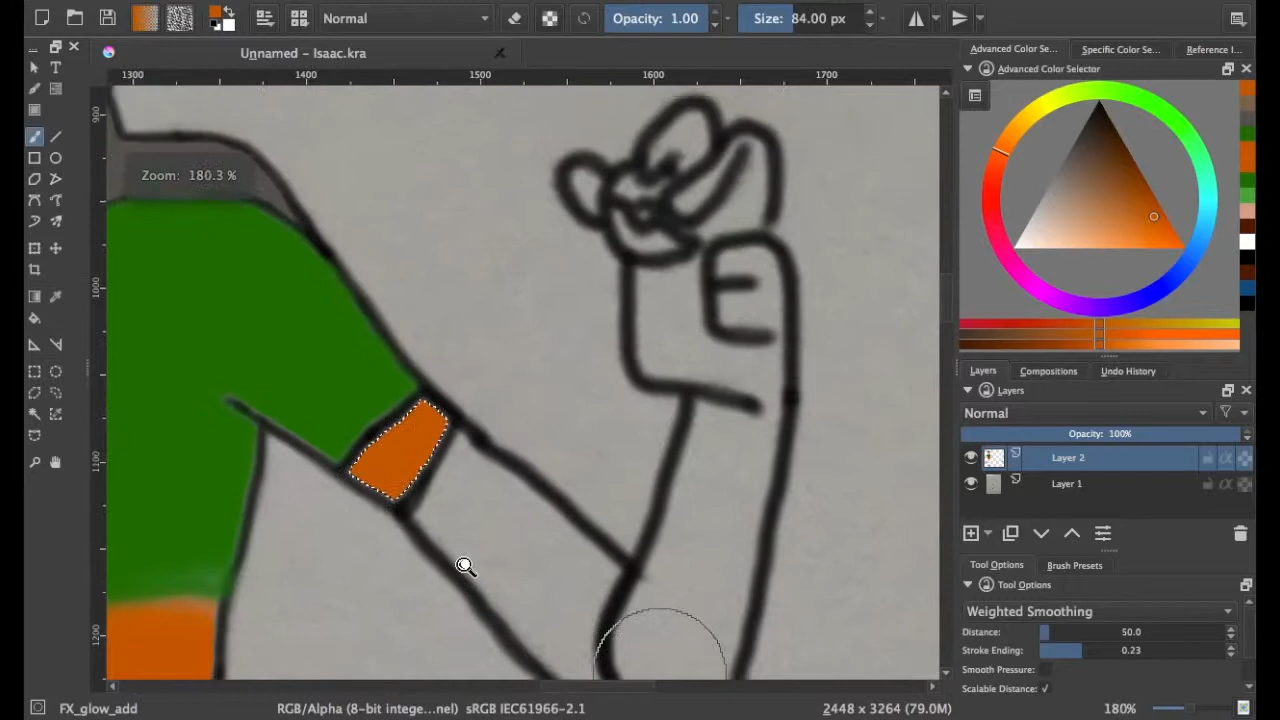 Normal
Opacity: 1.00
Size: 84.00 px
Unnamed – Isaac.kra
Advanced Color Se...
Specific Color Se...
Reference I...
Advanced Color Selector
1300
1400
1500
1600
1700
900
1000
1100
1200
Zoom: 180.3 %
Layers
Compositions
Undo History
Layers
Normal
Opacity: 100%
Layer 2
Layer 1
Tool Options
Brush Presets
Tool Options
Weighted Smoothing
Distance:
50.0
Stroke Ending:
0.23
Smooth Pressure:
Scalable Distance: ✓
FX_glow_add
RGB/Alpha (8-bit intege...nel) sRGB IEC61966-2.1
2448 x 3264 (79.0M)
180%